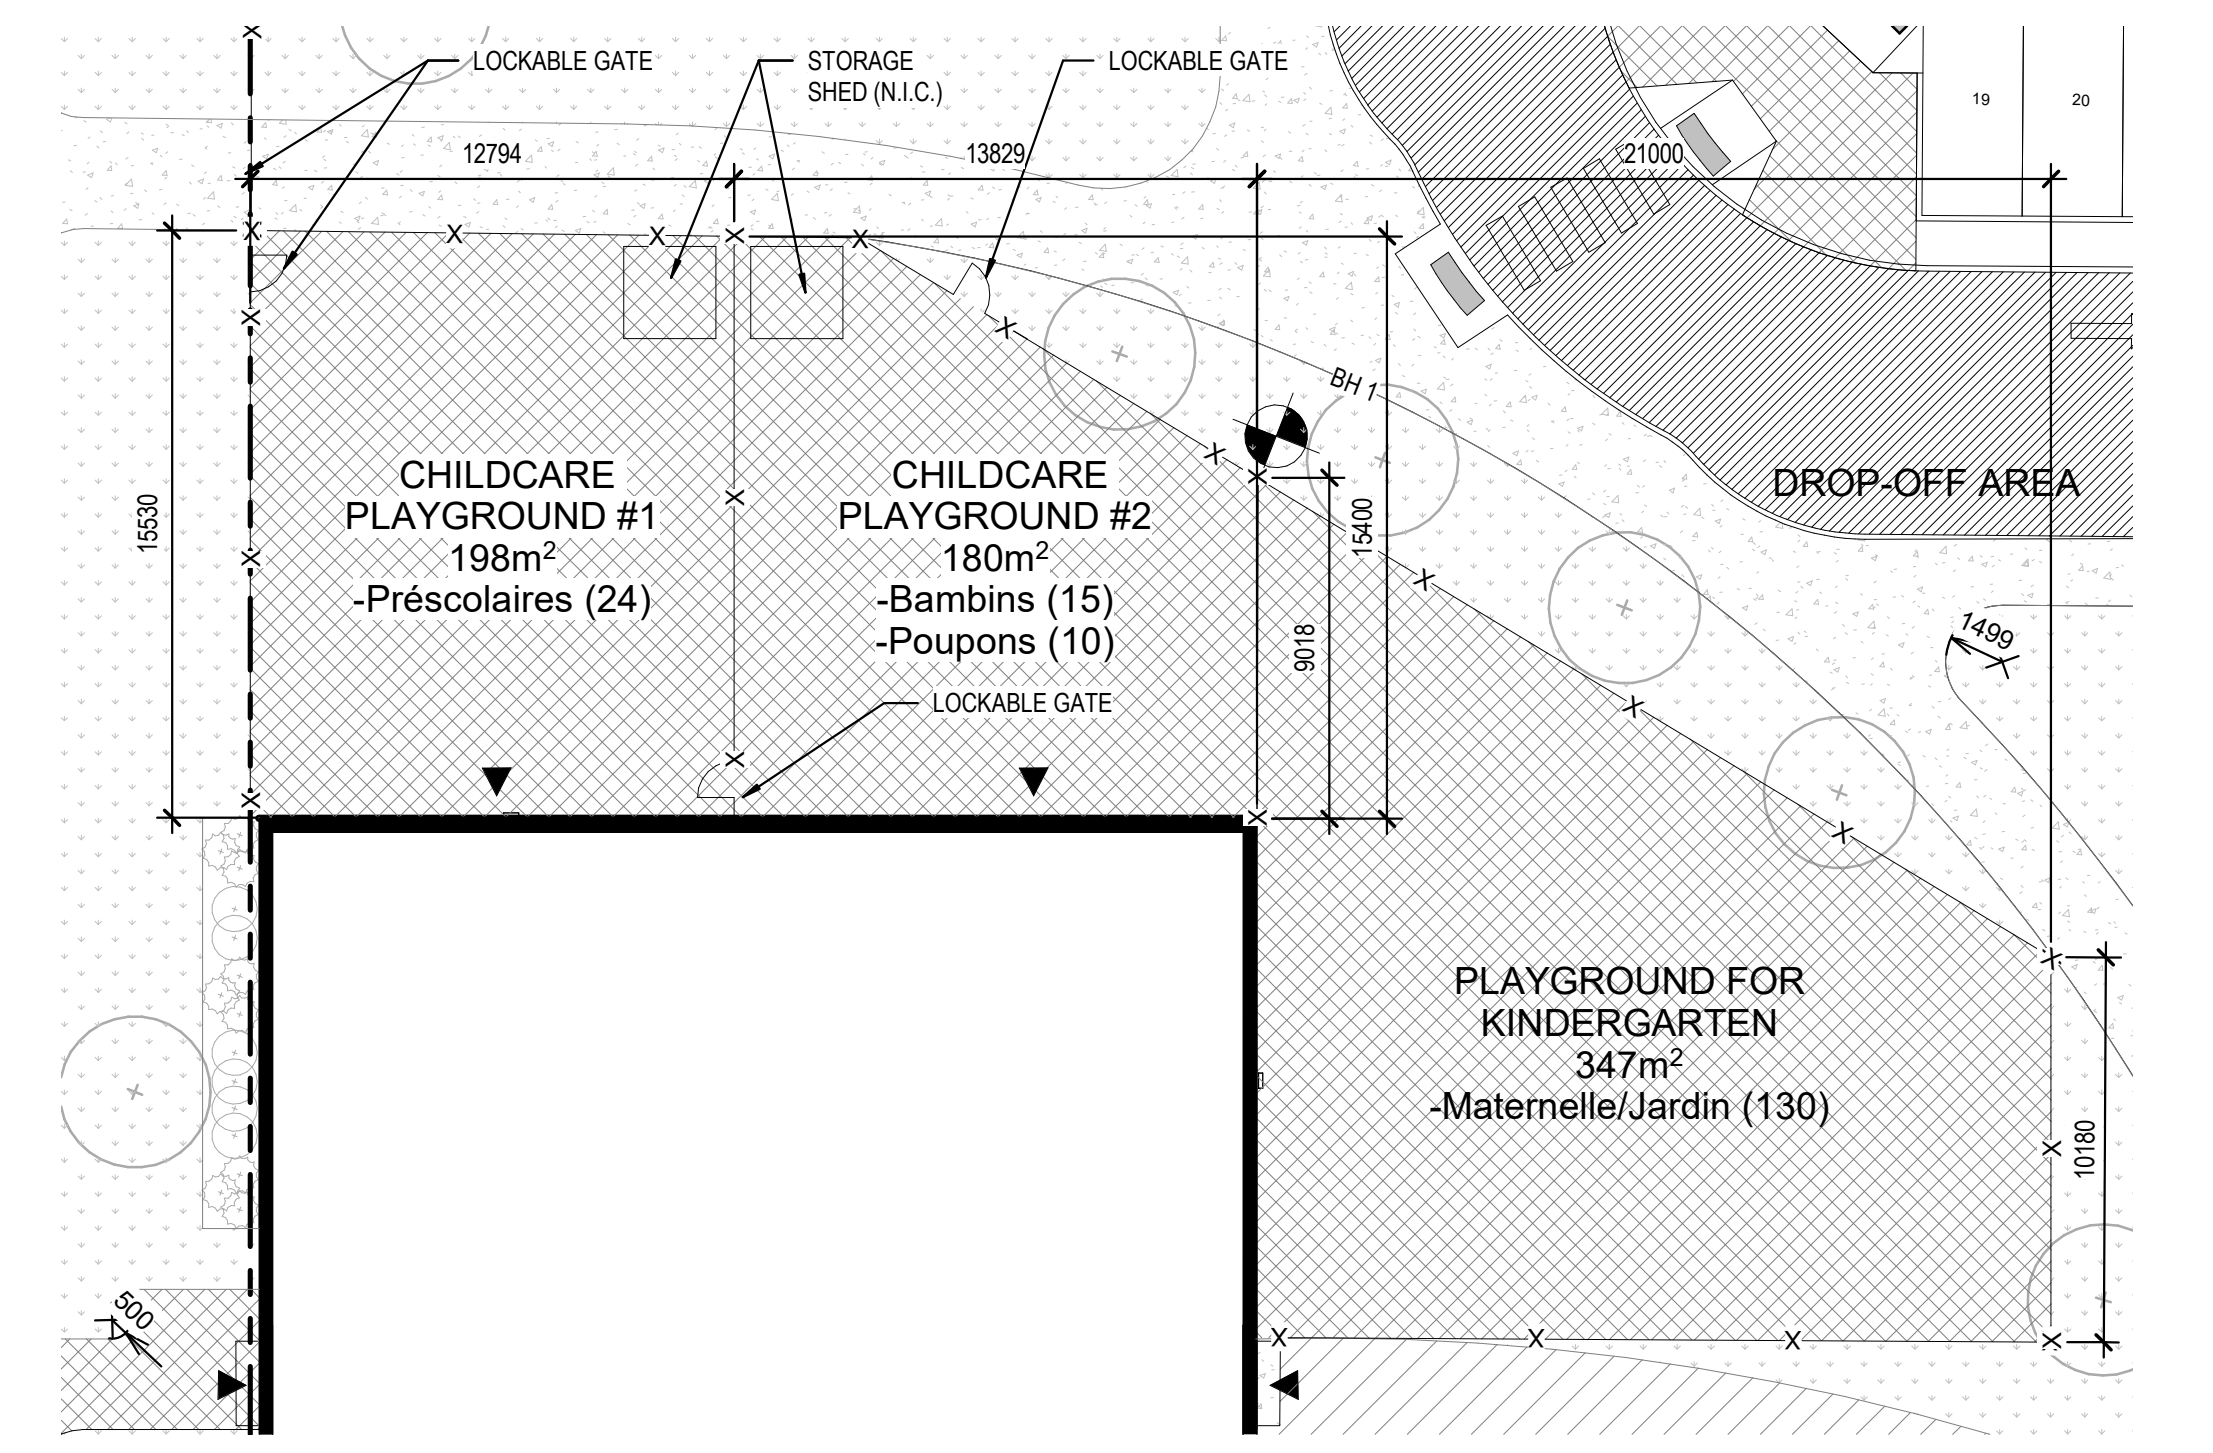 LOCKABLE GATE
STORAGE
SHED (N.I.C.)
LOCKABLE GATE
19
20
12794
13829
21000
BH 1
15530
CHILDCARE
PLAYGROUND #1
198m²
-Préscolaires (24)
CHILDCARE
PLAYGROUND #2
180m²
-Bambins (15)
-Poupons (10)
15400
9018
DROP-OFF AREA
1499
LOCKABLE GATE
PLAYGROUND FOR
KINDERGARTEN
347m²
-Maternelle/Jardin (130)
10180
500